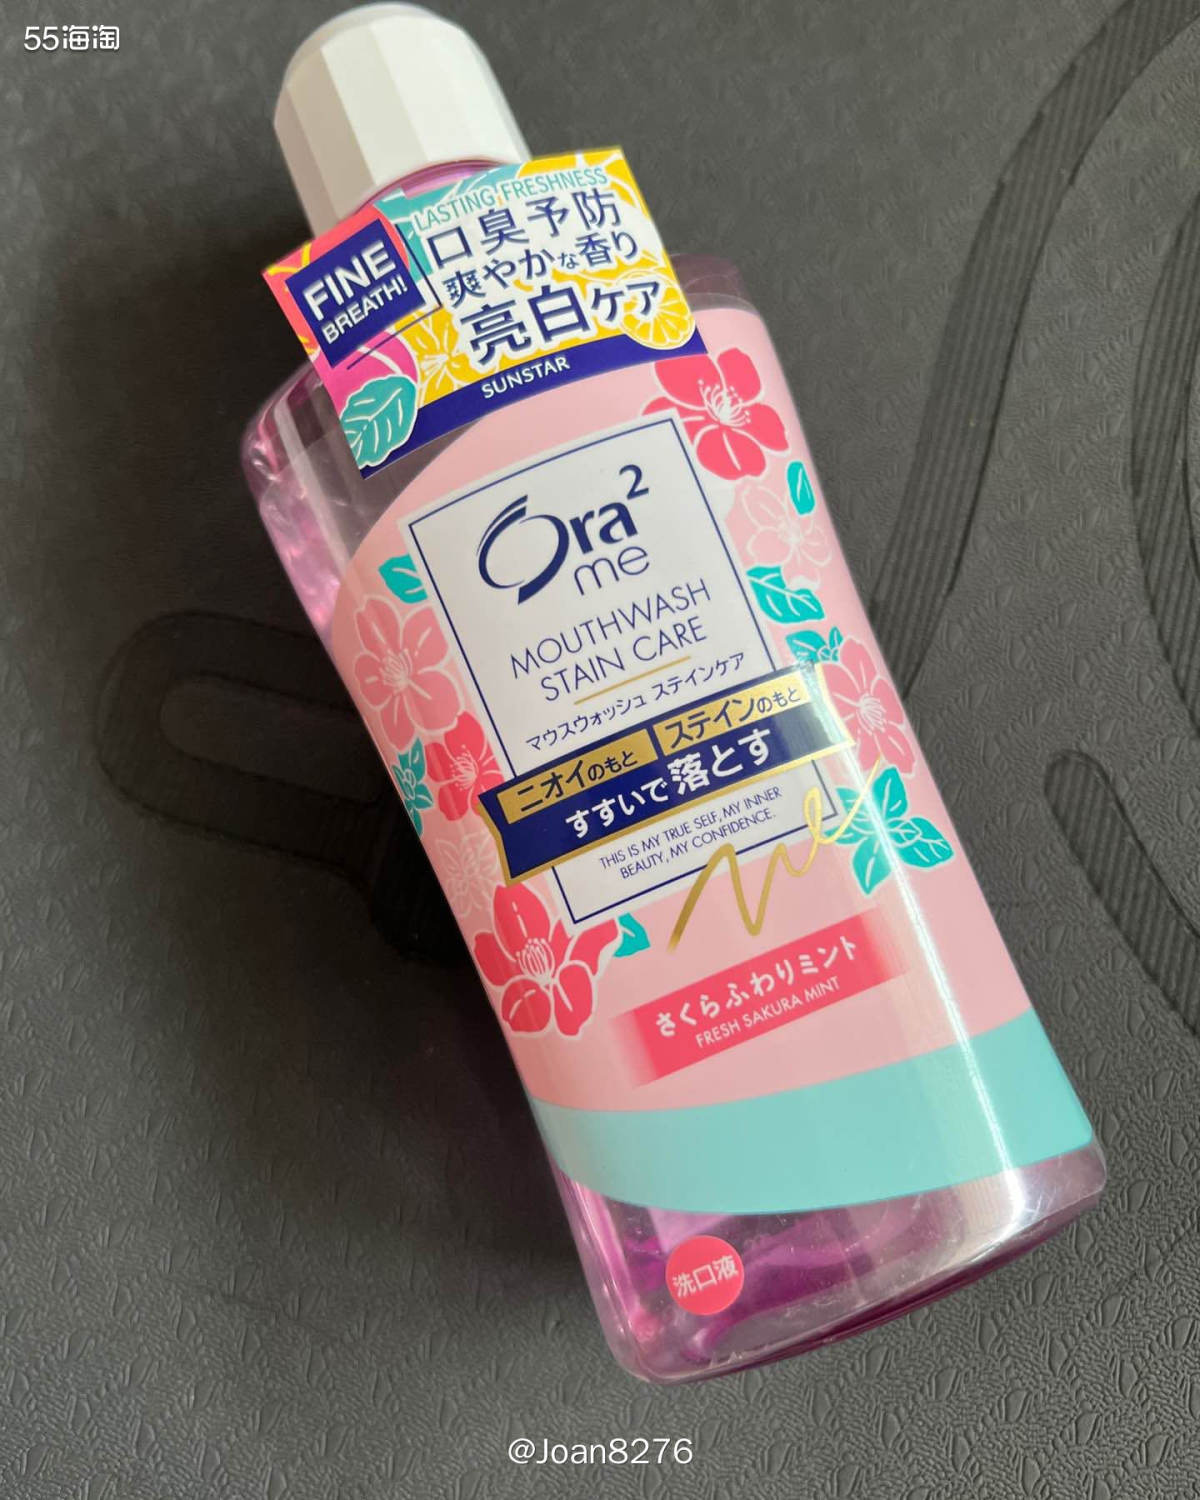 55海淘
LASTING FRESHNESS
口臭予防
爽やかな香り
亮白ケア
FINE
BREATH!
SUNSTAR
Ora²
me
MOUTHWASH
STAIN CARE
マウスウォッシュ ステインケア
ニオイのもと ステインのもと
すすいで落とす
THIS IS MY TRUE SELF, MY INNER
BEAUTY, MY CONFIDENCE.
me
さくらふわりミント
FRESH SAKURA MINT
洗口液
@Joan8276